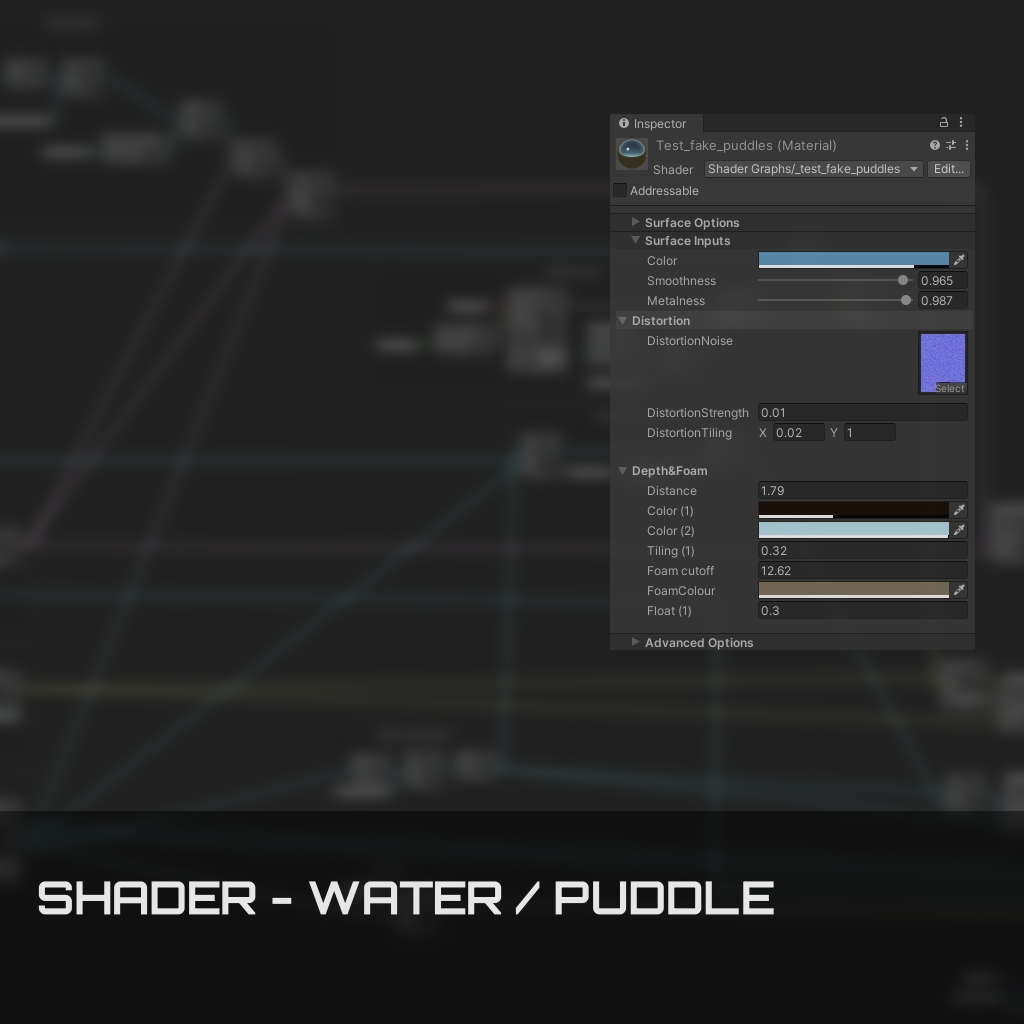 Inspector
Test_fake_puddles (Material)
Shader Shader Graphs/_test_fake_puddles Edit...
Addressable
Surface Options
Surface Inputs
Color
Smoothness 0.965
Metalness 0.987
Distortion
DistortionNoise
Select
DistortionStrength 0.01
DistortionTiling X 0.02 Y 1
Depth&Foam
Distance 1.79
Color (1)
Color (2)
Tiling (1) 0.32
Foam cutoff 12.62
FoamColour
Float (1) 0.3
Advanced Options
SHADER - WATER / PUDDLE